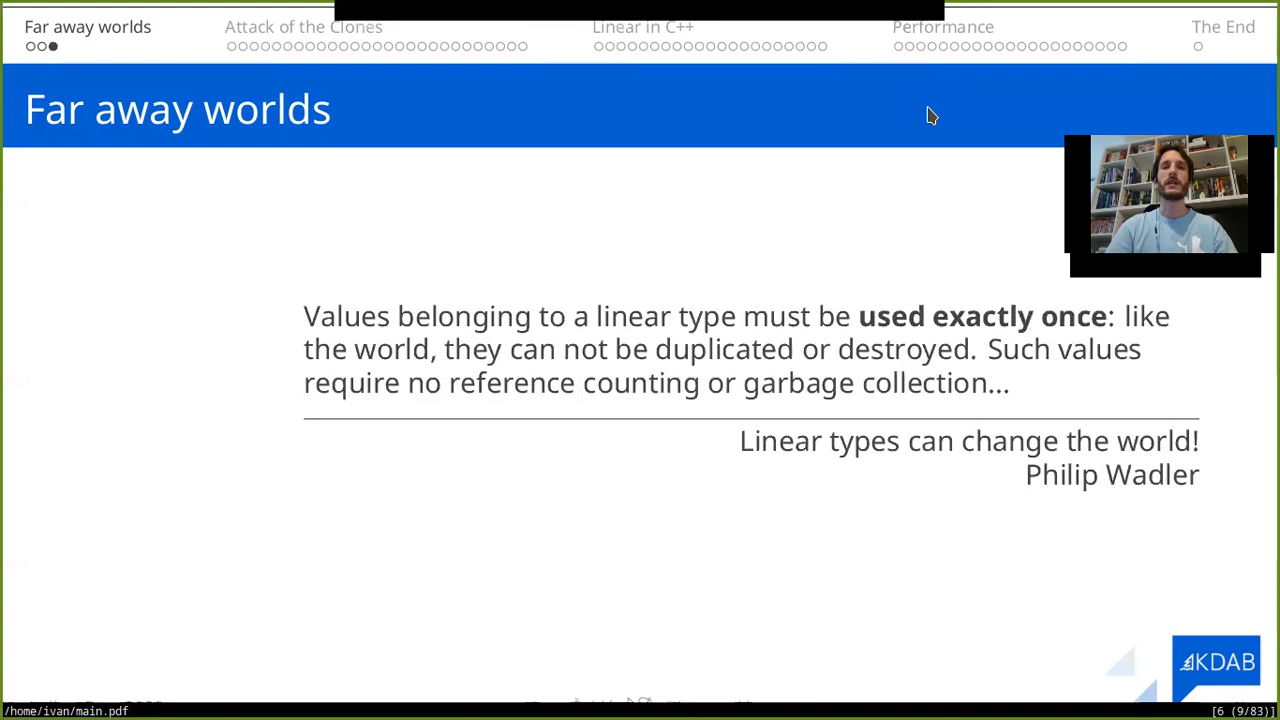 Far away worlds
Attack of the Clones
Linear in C++
Performance
The End
Far away worlds
Values belonging to a linear type must be used exactly once: like
the world, they can not be duplicated or destroyed. Such values
require no reference counting or garbage collection...
Linear types can change the world!
Philip Wadler
KDAB
/home/ivan/main.pdf
[6 (9/83)]